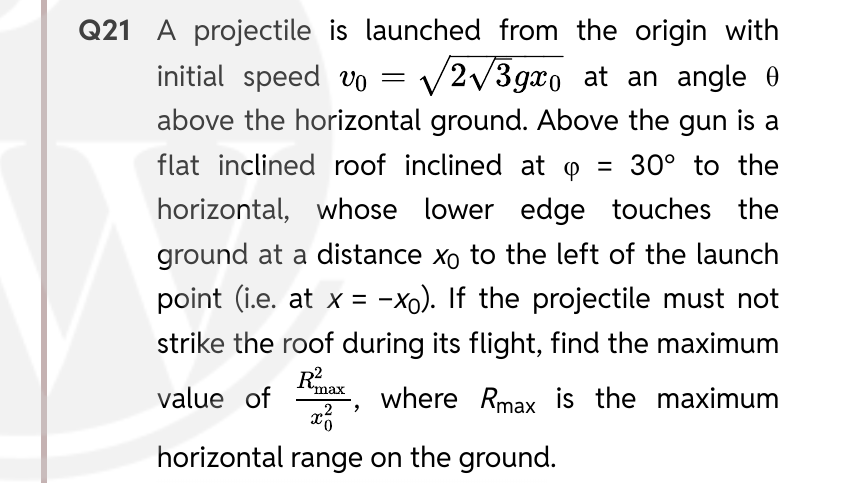 Q21 A projectile is launched from the origin with
initial speed v₀ = √(2√3gx₀) at an angle θ
above the horizontal ground. Above the gun is a
flat inclined roof inclined at φ = 30° to the
horizontal, whose lower edge touches the
ground at a distance x₀ to the left of the launch
point (i.e. at x = −x₀). If the projectile must not
strike the roof during its flight, find the maximum
value of R²max/x²₀, where Rmax is the maximum
horizontal range on the ground.